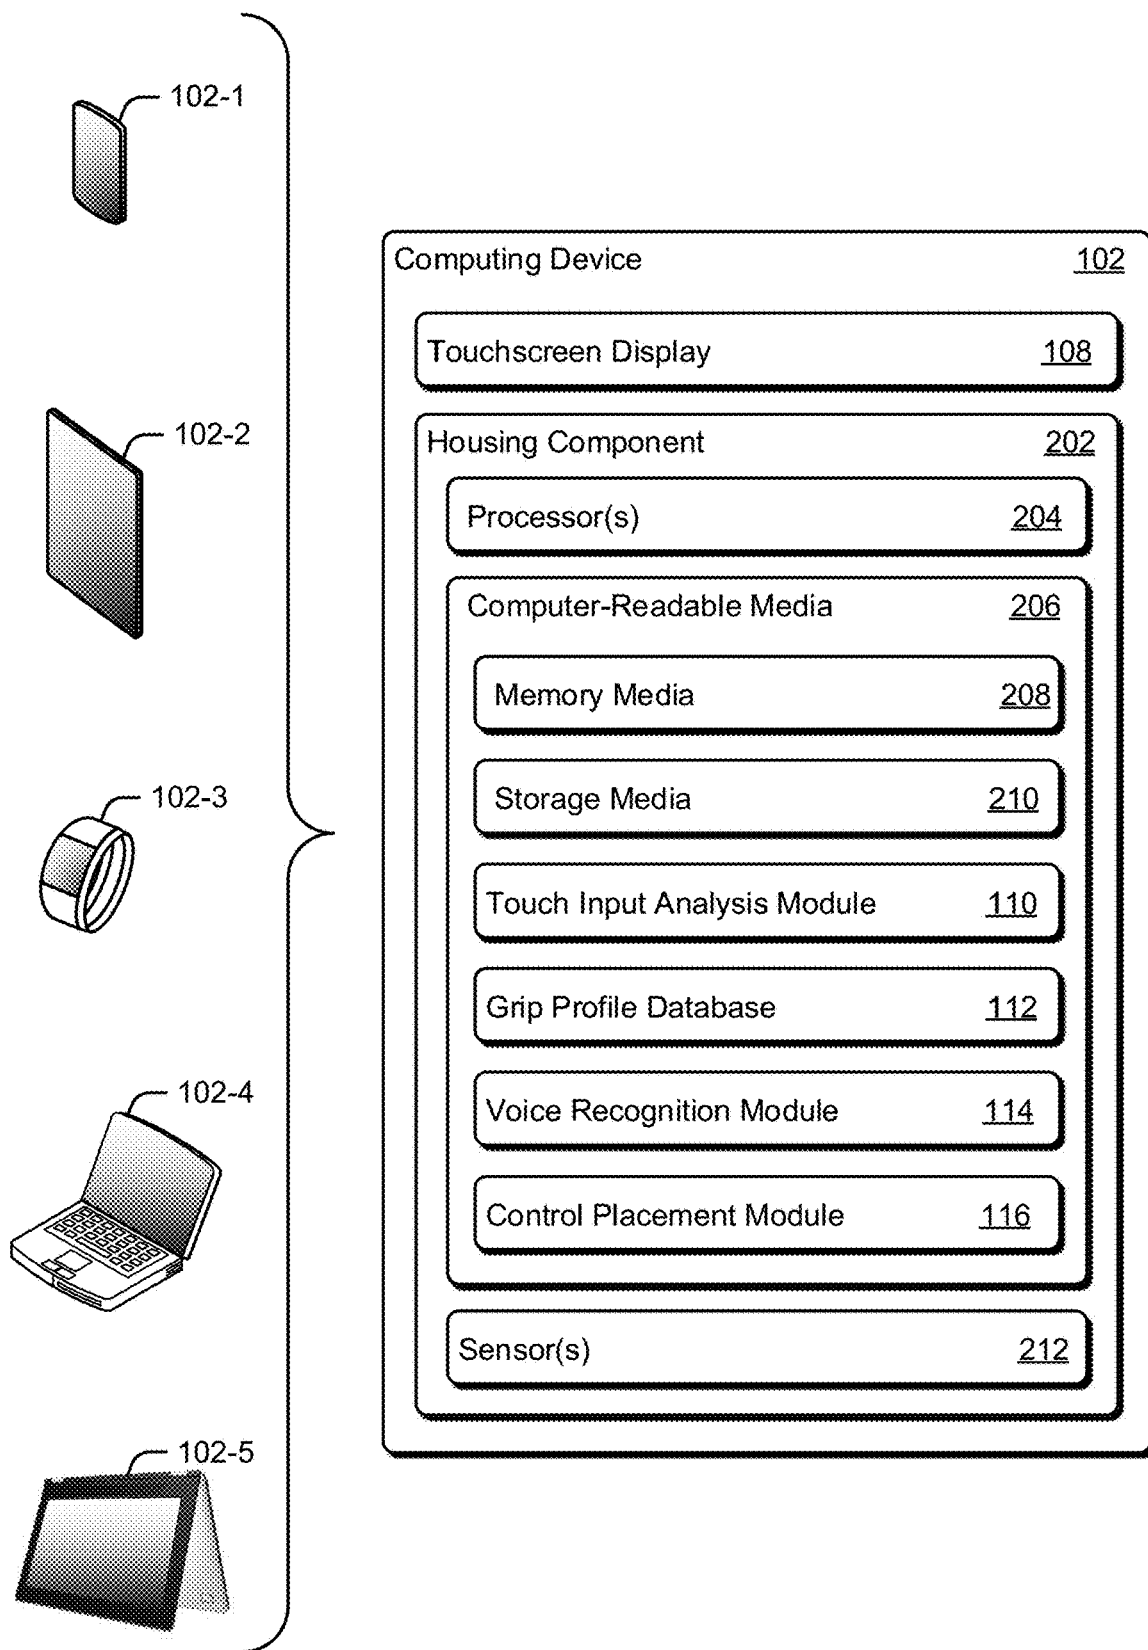 102-1
102-2
102-3
102-4
102-5
Computing Device 102
Touchscreen Display 108
Housing Component 202
Processor(s) 204
Computer-Readable Media 206
Memory Media 208
Storage Media 210
Touch Input Analysis Module 110
Grip Profile Database 112
Voice Recognition Module 114
Control Placement Module 116
Sensor(s) 212